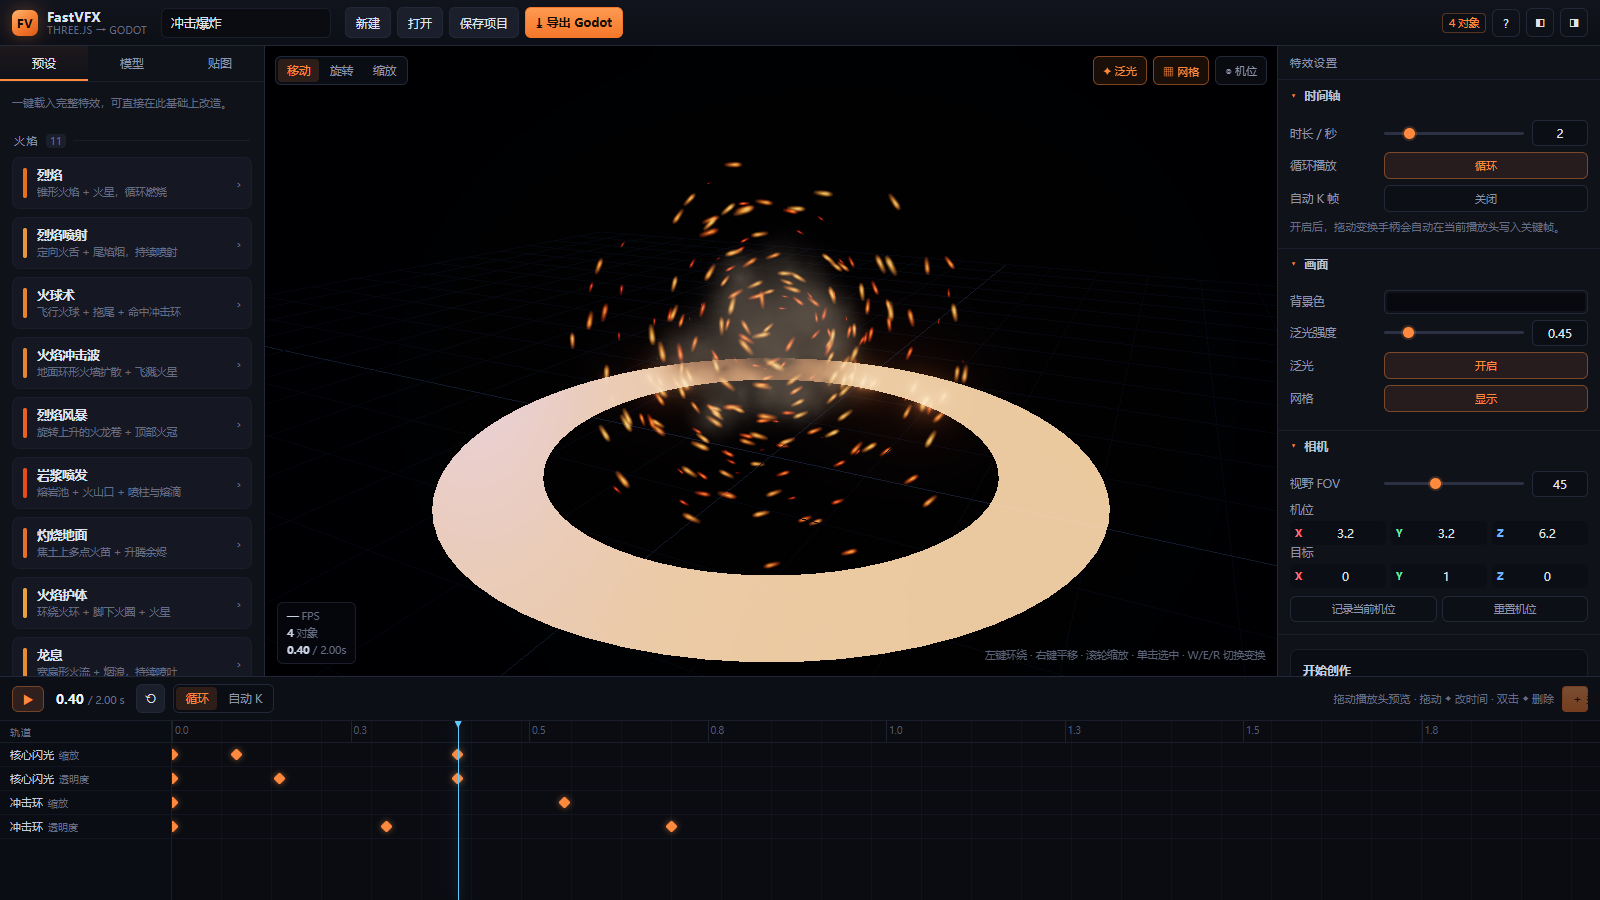 FV
FastVFX
THREE.JS → GODOT
冲击爆炸
新建
打开
保存项目
⤓ 导出 Godot
4 对象
?
预设
模型
贴图
一键载入完整特效，可直接在此基础上改造。
火焰 11
烈焰
锥形火焰 + 火星，循环燃烧
烈焰喷射
定向火舌 + 尾焰烟，持续喷射
火球术
飞行火球 + 拖尾 + 命中冲击环
火焰冲击波
地面环形火墙扩散 + 飞溅火星
烈焰风暴
旋转上升的火龙卷 + 顶部火冠
岩浆喷发
熔岩池 + 火山口 + 喷柱与熔滴
灼烧地面
焦土上多点火苗 + 升腾余烬
火焰护体
环绕火环 + 脚下火圈 + 火星
龙息
宽扇形火流 + 烟浪，持续喷吐
移动
旋转
缩放
✦ 泛光
▦ 网格
机位
— FPS
4 对象
0.40 / 2.00s
左键环绕 · 右键平移 · 滚轮缩放 · 单击选中 · W/E/R 切换变换
特效设置
时间轴
时长 / 秒
2
循环播放
循环
自动 K 帧
关闭
开启后，拖动变换手柄会自动在当前播放头写入关键帧。
画面
背景色
泛光强度
0.45
泛光
开启
网格
显示
相机
视野 FOV
45
机位
X 3.2 Y 3.2 Z 6.2
目标
X 0 Y 1 Z 0
记录当前机位
重置机位
开始创作
0.40 / 2.00 s
循环
自动 K
拖动播放头预览 · 拖动 ◆ 改时间 · 双击 ◆ 删除
+
轨道
0.0 0.3 0.5 0.8 1.0 1.3 1.5 1.8
核心闪光 缩放
核心闪光 透明度
冲击环 缩放
冲击环 透明度